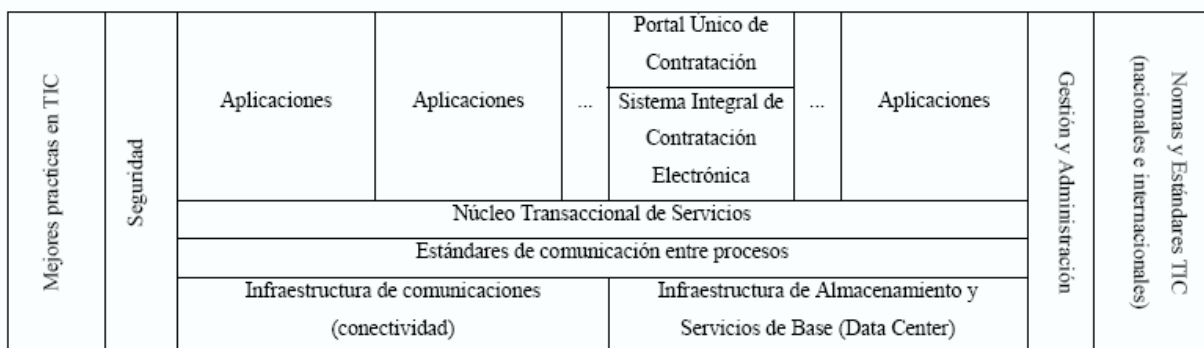 Mejores practicas en TIC
Seguridad
Aplicaciones
Aplicaciones
...
Portal Único de
Contratación
Sistema Integral de
Contratación
Electrónica
...
Aplicaciones
Núcleo Transaccional de Servicios
Estándares de comunicación entre procesos
Infraestructura de comunicaciones
(conectividad)
Infraestructura de Almacenamiento y
Servicios de Base (Data Center)
Gestión y Administración
Normas y Estándares TIC
(nacionales e internacionales)